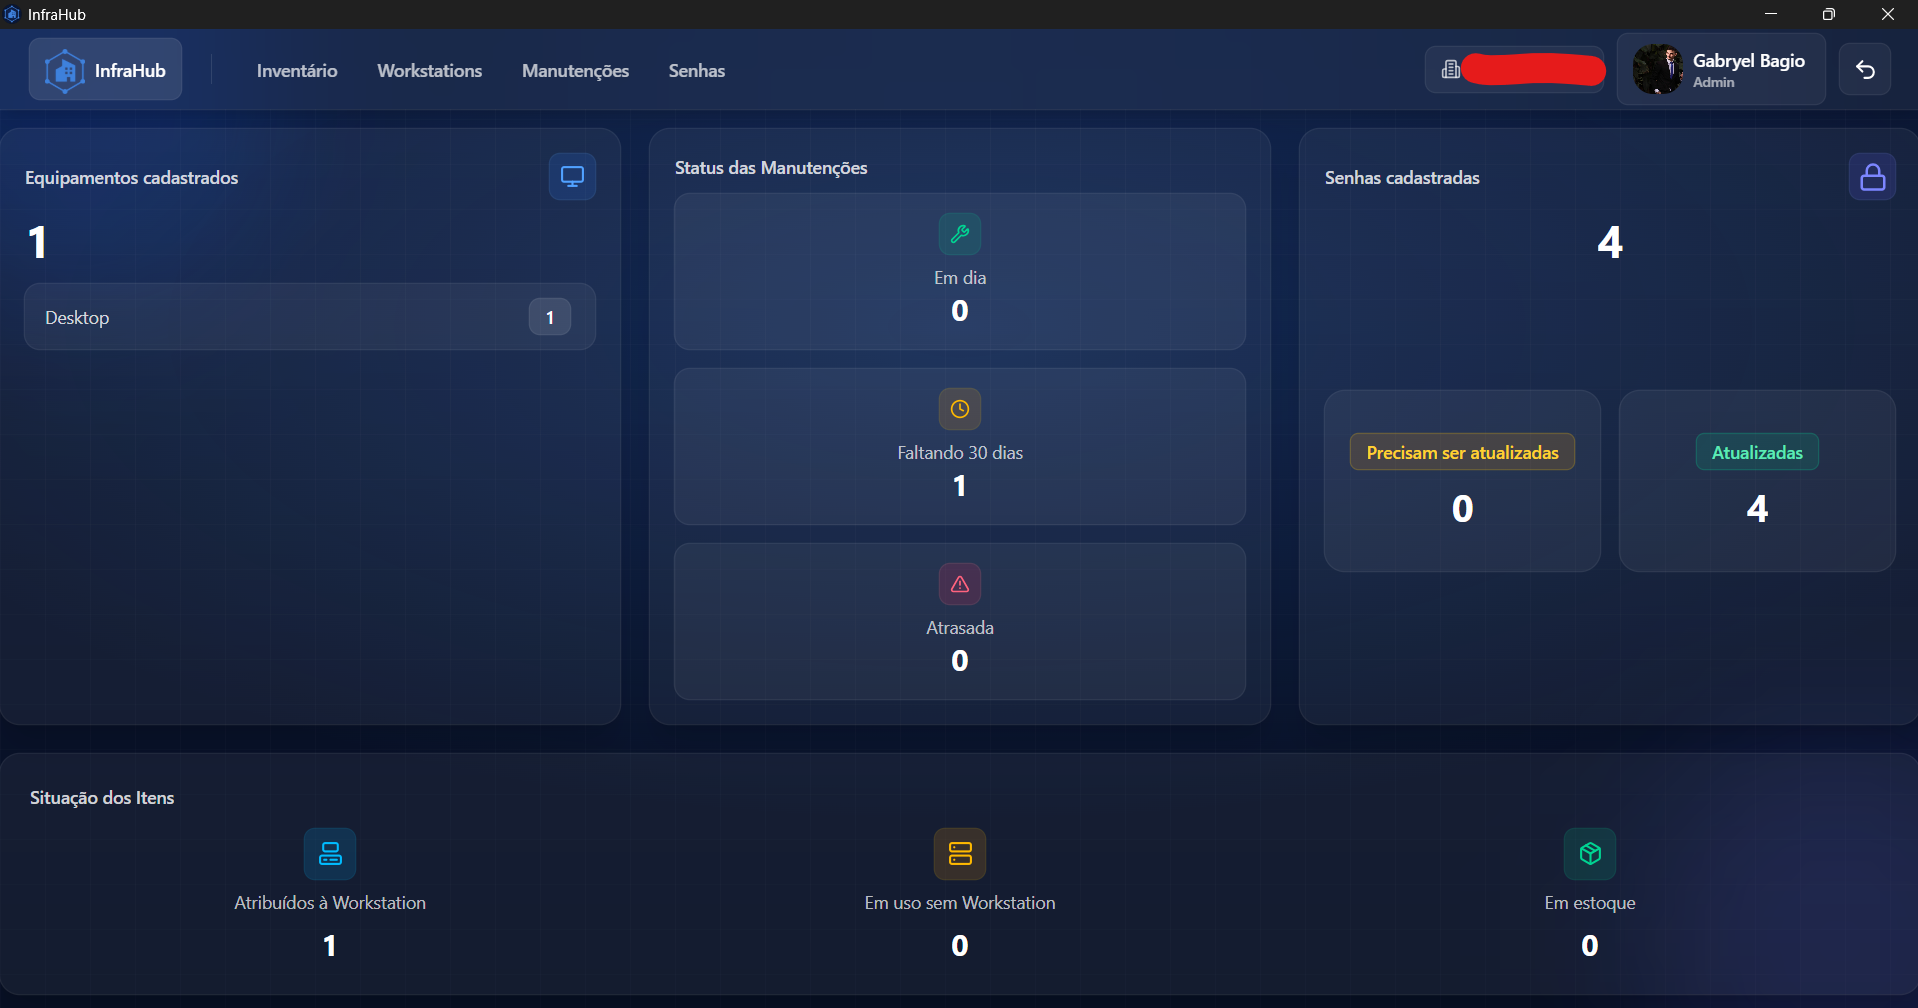 InfraHub
InfraHub
Inventário
Workstations
Manutenções
Senhas
Gabryel Bagio
Admin
Equipamentos cadastrados
1
Desktop
1
Status das Manutenções
Em dia
0
Faltando 30 dias
1
Atrasada
0
Senhas cadastradas
4
Precisam ser atualizadas
0
Atualizadas
4
Situação dos Itens
Atribuídos à Workstation
1
Em uso sem Workstation
0
Em estoque
0